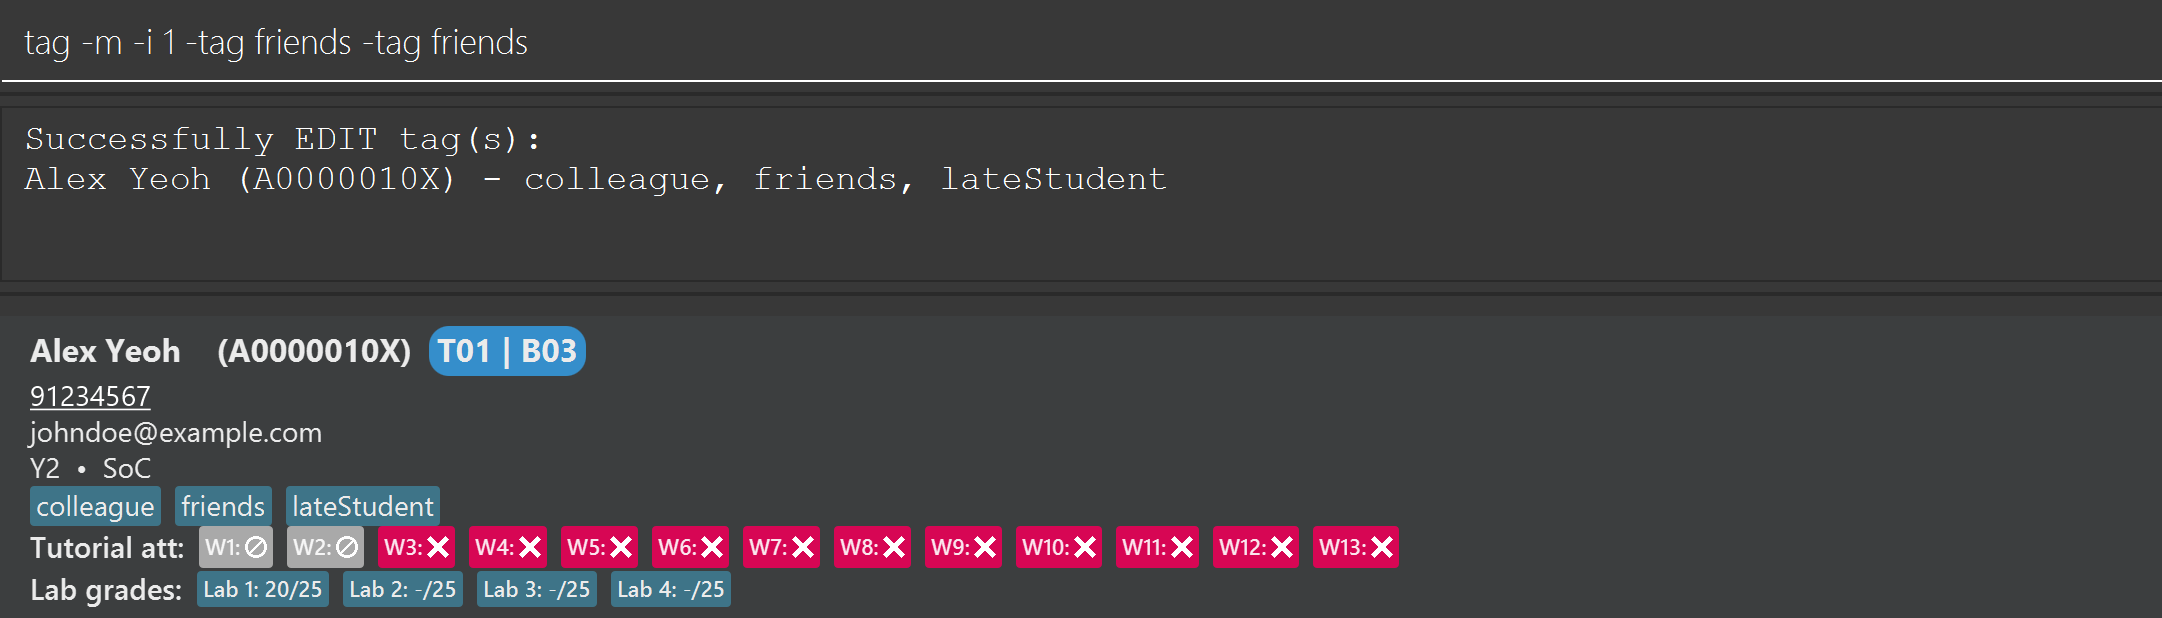 tag -m -i 1 -tag friends -tag friends
Successfully EDIT tag(s):
Alex Yeoh (A0000010X) - colleague, friends, lateStudent
Alex Yeoh (A0000010X) T01 | B03
91234567
johndoe@example.com
Y2 • SoC
colleague friends lateStudent
Tutorial att: W1: W2: W3: W4: W5: W6: W7: W8: W9: W10: W11: W12: W13:
Lab grades: Lab 1: 20/25 Lab 2: -/25 Lab 3: -/25 Lab 4: -/25